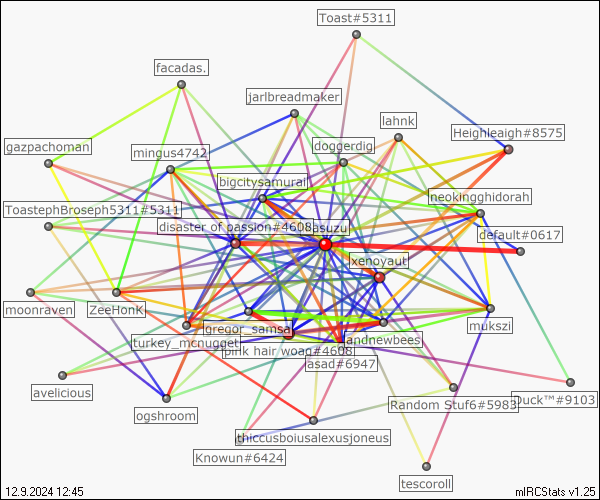 Toast#5311
facadas.
jarlbreadmaker
lahnk
Heighleaigh#8575
gazpachoman
mingus4742
doggerdig
bigcitysamurai
neokingghidorah
ToastephBroseph5311#5311
disaster of passion#4608
asuzu
default#0617
xenoyaut
moonraven
ZeeHonK
gregor_samsa
mukszi
turkey_mcnugget
pink hair woag#4608
andnewbees
asad#6947
avelicious
ogshroom
Random Stuf6#5983
Duck™#9103
thiccusboiusalexusjoneus
Knowun#6424
tescoroll
12.9.2024 12:45
mIRCStats v1.25